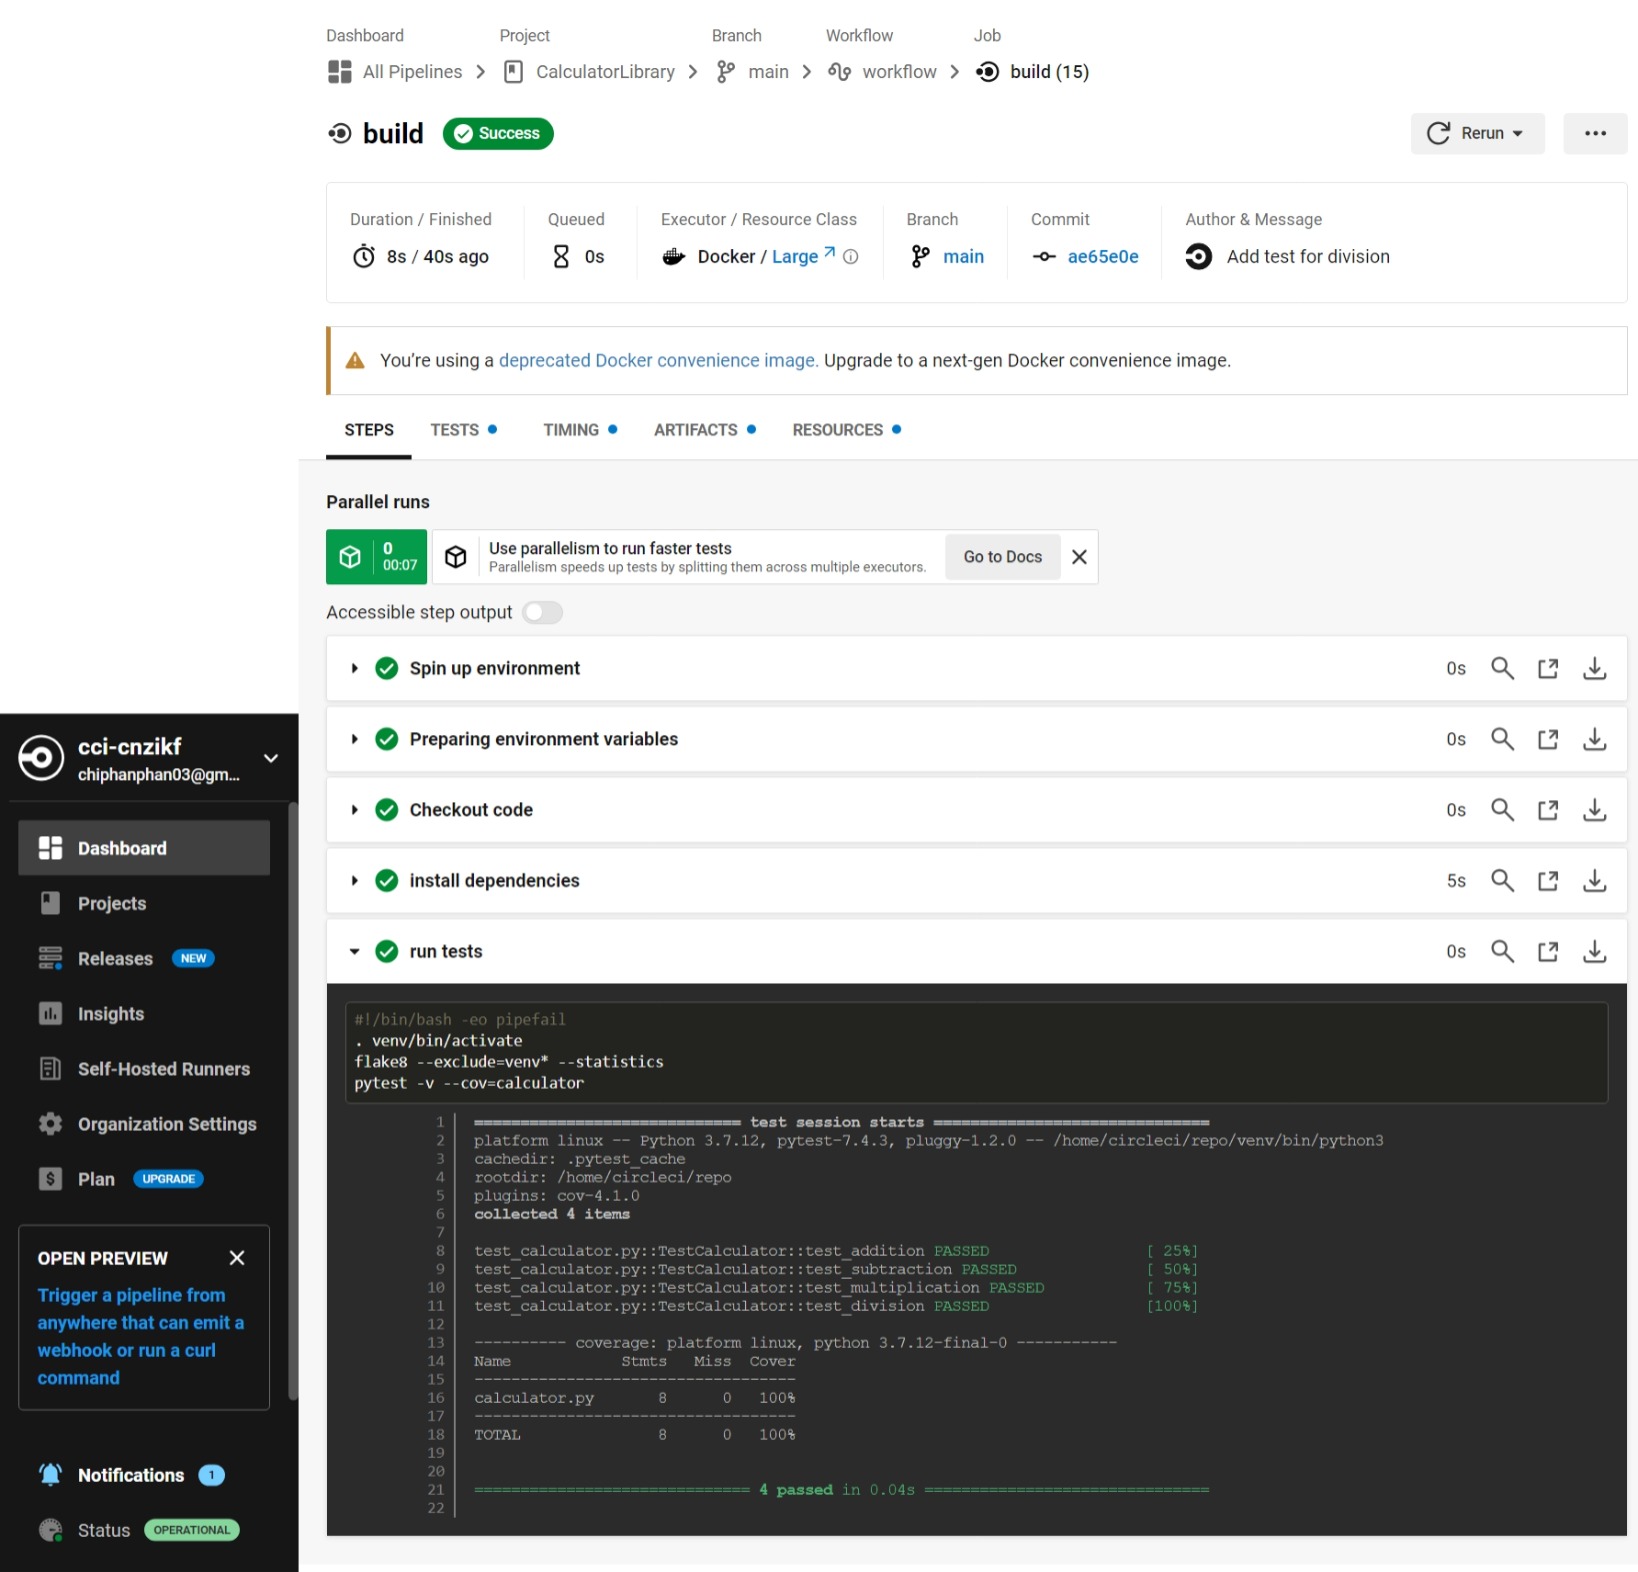 Dashboard Project Branch Workflow Job
All Pipelines CalculatorLibrary main workflow build (15)
build Success Rerun
Duration / Finished Queued Executor / Resource Class Branch Commit Author & Message
8s / 40s ago 0s Docker / Large main ae65e0e Add test for division
You're using a deprecated Docker convenience image. Upgrade to a next-gen Docker convenience image.
STEPS TESTS TIMING ARTIFACTS RESOURCES
Parallel runs
0
00:07
Use parallelism to run faster tests
Parallelism speeds up tests by splitting them across multiple executors.
Go to Docs
Accessible step output
Spin up environment 0s
Preparing environment variables 0s
Checkout code 0s
install dependencies 5s
run tests 0s
#!/bin/bash -eo pipefail
. venv/bin/activate
flake8 --exclude=venv* --statistics
pytest -v --cov=calculator
1 ============================= test session starts ==============================
2 platform linux -- Python 3.7.12, pytest-7.4.3, pluggy-1.2.0 -- /home/circleci/repo/venv/bin/python3
3 cachedir: .pytest_cache
4 rootdir: /home/circleci/repo
5 plugins: cov-4.1.0
6 collected 4 items
7
8 test_calculator.py::TestCalculator::test_addition PASSED [ 25%]
9 test_calculator.py::TestCalculator::test_subtraction PASSED [ 50%]
10 test_calculator.py::TestCalculator::test_multiplication PASSED [ 75%]
11 test_calculator.py::TestCalculator::test_division PASSED [100%]
12
13 ---------- coverage: platform linux, python 3.7.12-final-0 -----------
14 Name Stmts Miss Cover
15 -----------------------------------
16 calculator.py 8 0 100%
17 -----------------------------------
18 TOTAL 8 0 100%
19
20
21 ============================== 4 passed in 0.04s ===============================
22
cci-cnzikf
chiphanphan03@gm...
Dashboard
Projects
Releases NEW
Insights
Self-Hosted Runners
Organization Settings
Plan UPGRADE
OPEN PREVIEW
Trigger a pipeline from
anywhere that can emit a
webhook or run a curl
command
Notifications 1
Status OPERATIONAL